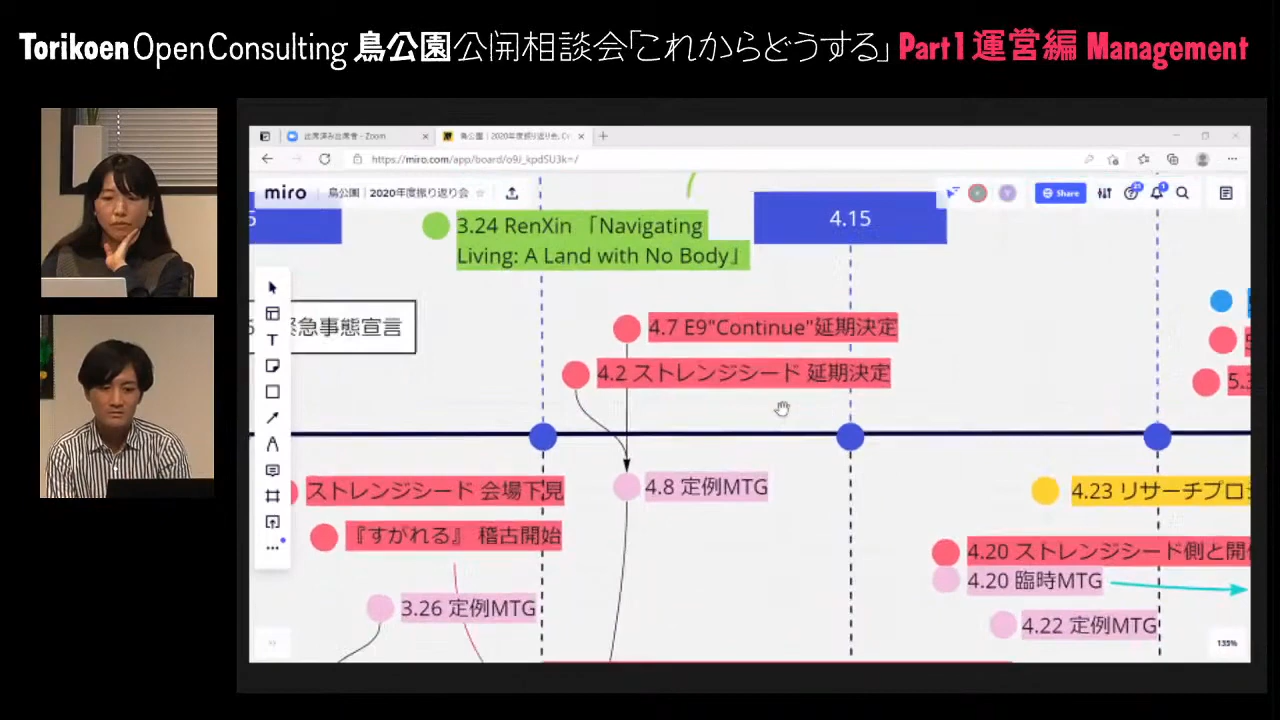 Torikoen Open Consulting 鳥公園公開相談会「これからどうする」 Part1 運営編 Management
出席済み出席者 - Zoom
鳥公園 | 2020年度振り返り会, O
https://miro.com/app/board/o9J_kpdSU3k=/
miro 鳥公園 | 2020年度振り返り会
Share
4.15
3.24 RenXin 「Navigating
Living: A Land with No Body」
緊急事態宣言
4.7 E9"Continue"延期決定
4.2 ストレンジシード 延期決定
ストレンジシード 会場下見
4.8 定例MTG
4.23 リサーチプロ
『すがれる』 稽古開始
4.20 ストレンジシード側と開
4.20 臨時MTG
3.26 定例MTG
4.22 定例MTG
135%